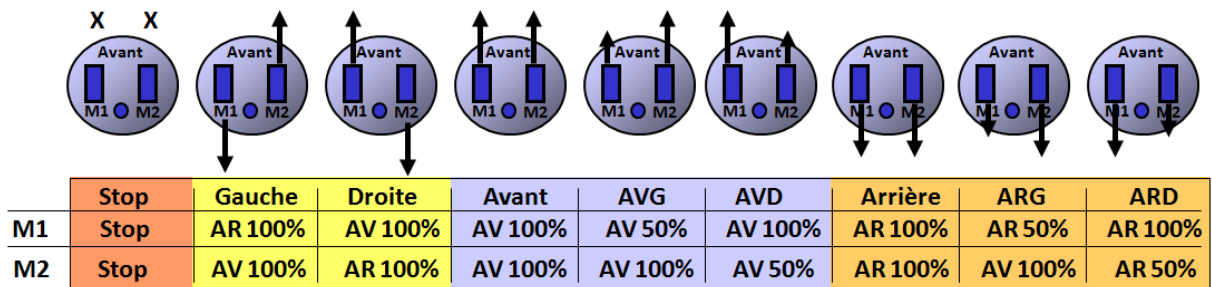 X X
Avant Avant Avant Avant Avant Avant Avant Avant Avant
M1 M2 M1 M2 M1 M2 M1 M2 M1 M2 M1 M2 M1 M2 M1 M2 M1 M2
Stop Gauche Droite Avant AVG AVD Arrière ARG ARD
M1 Stop AR 100% AV 100% AV 100% AV 50% AV 100% AR 100% AR 50% AR 100%
M2 Stop AV 100% AR 100% AV 100% AV 100% AV 50% AR 100% AV 100% AR 50%